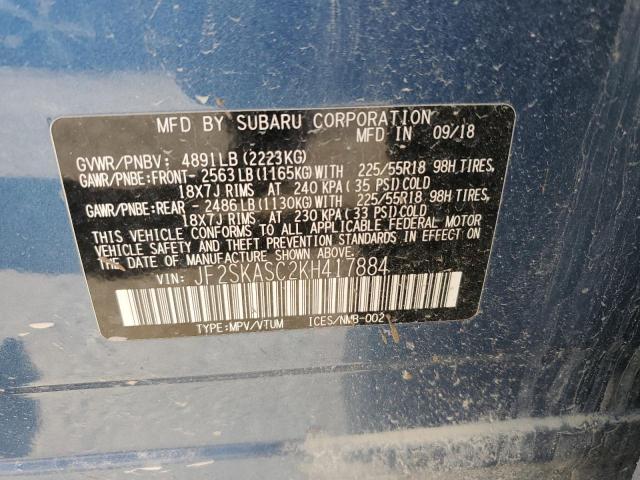 MFD BY SUBARU CORPORATION
MFD IN 09/18
GVWR/PNBV: 4891LB (2223KG)
GAWR/PNBE:FRONT- 2563LB(1165KG)WITH 225/55R18 98H TIRES,
18X7J RIMS AT 240 KPA(35 PSI)COLD
GAWR/PNBE:REAR - 2486LB(1130KG)WITH 225/55R18 98H TIRES,
18X7J RIMS AT 230 KPA(33 PSI)COLD
THIS VEHICLE CONFORMS TO ALL APPLICABLE FEDERAL MOTOR
VEHICLE SAFETY AND THEFT PREVENTION STANDARDS IN EFFECT ON
THE DATE OF MANUFACTURE SHOWN ABOVE.
VIN: JF2SKASC2KH417884
TYPE:MPV/VTUM ICES/NMB-002